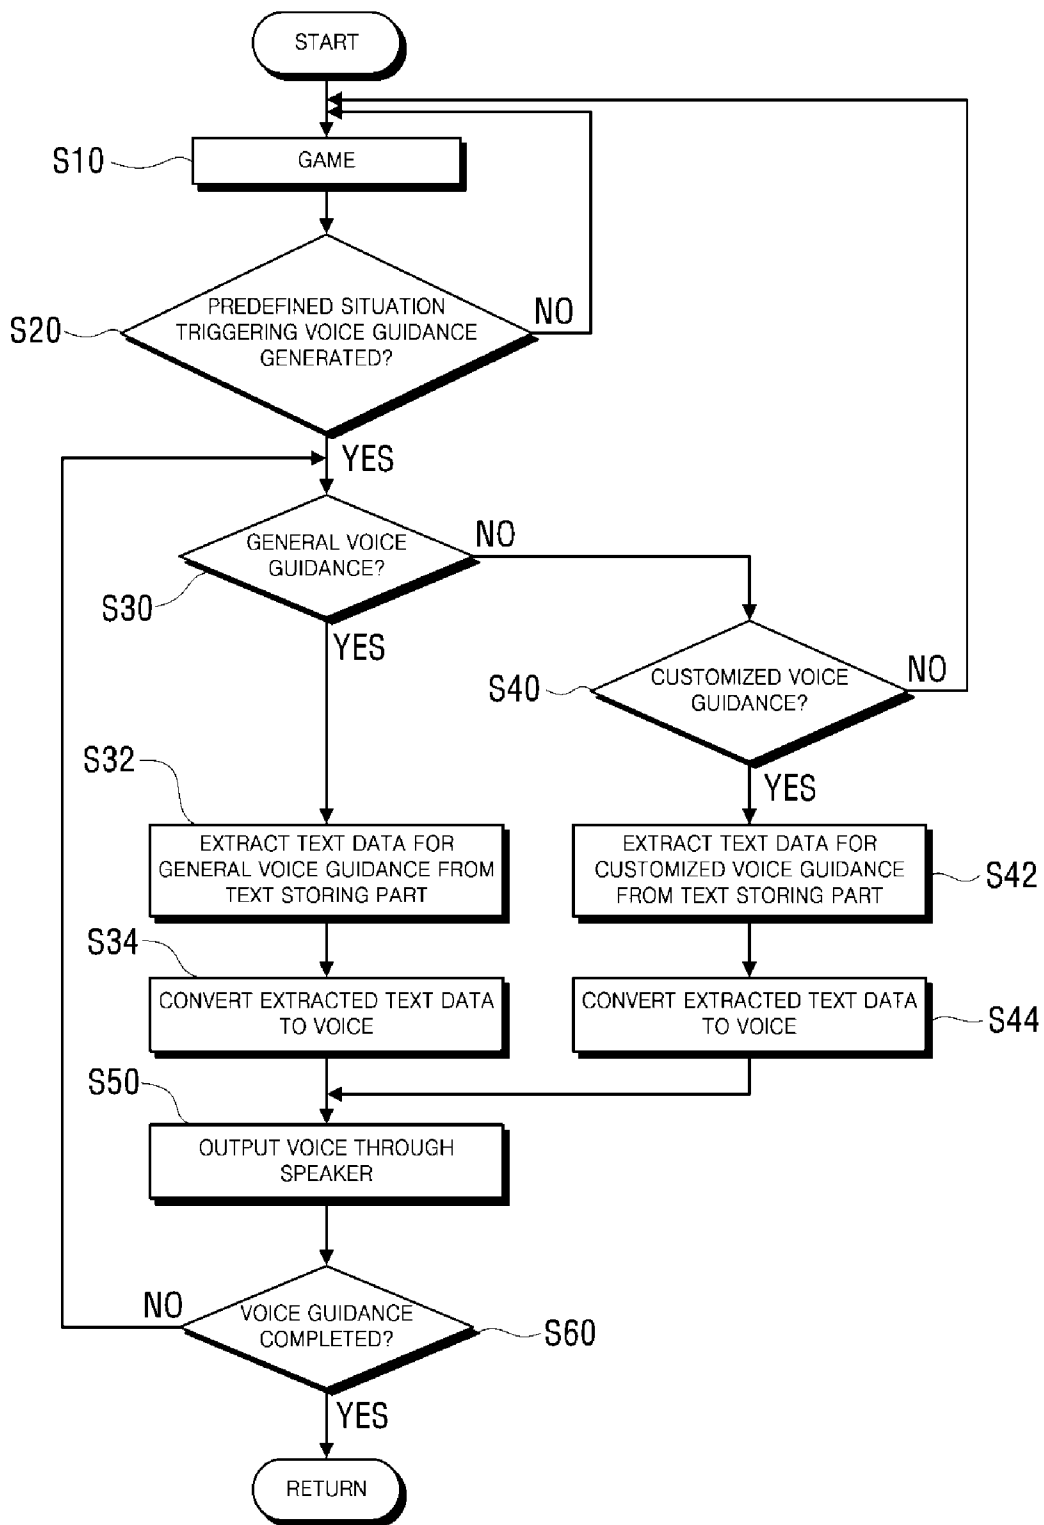 START
S10
GAME
S20
PREDEFINED SITUATION
TRIGGERING VOICE GUIDANCE
GENERATED?
NO
YES
GENERAL VOICE
GUIDANCE?
NO
S30
YES
S40
CUSTOMIZED VOICE
GUIDANCE?
NO
YES
S32
EXTRACT TEXT DATA FOR
GENERAL VOICE GUIDANCE FROM
TEXT STORING PART
EXTRACT TEXT DATA FOR
CUSTOMIZED VOICE GUIDANCE
FROM TEXT STORING PART
S42
S34
CONVERT EXTRACTED TEXT DATA
TO VOICE
CONVERT EXTRACTED TEXT DATA
TO VOICE
S44
S50
OUTPUT VOICE THROUGH
SPEAKER
NO
VOICE GUIDANCE
COMPLETED?
S60
YES
RETURN